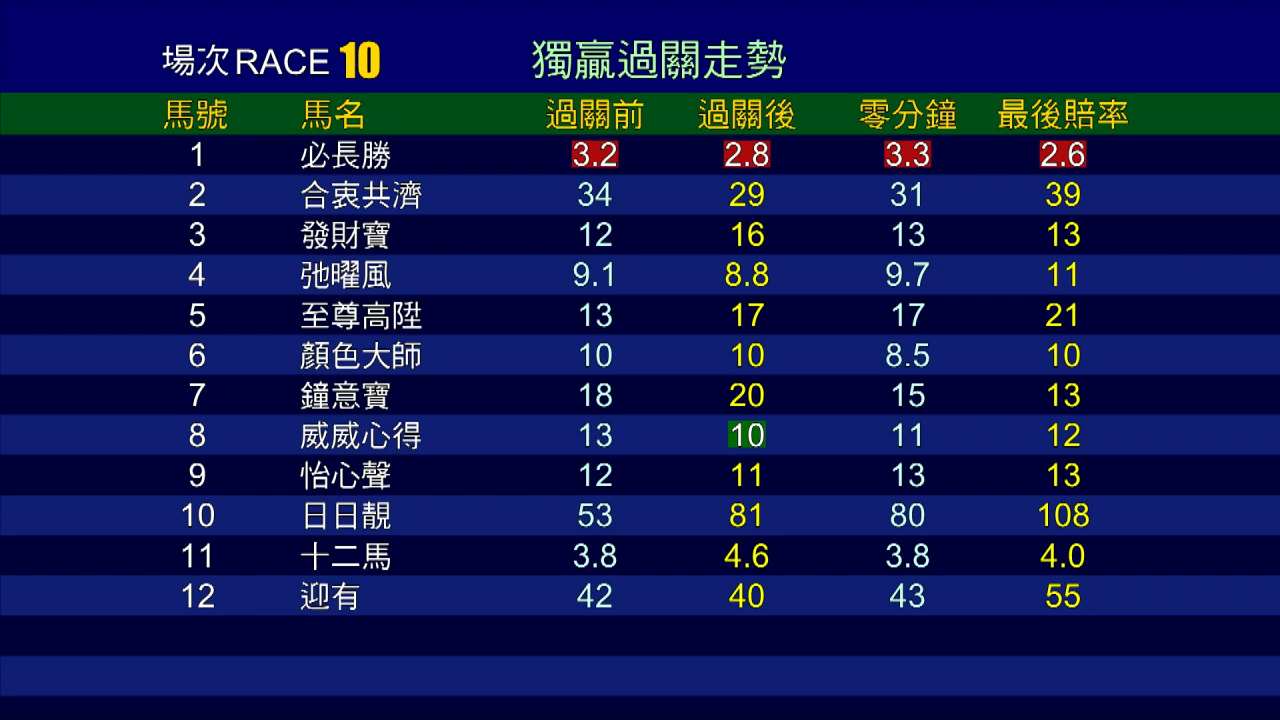 場次RACE 10 獨贏過關走勢
馬號 馬名 過關前 過關後 零分鐘 最後賠率
1 必長勝 3.2 2.8 3.3 2.6
2 合衷共濟 34 29 31 39
3 發財寶 12 16 13 13
4 弛曜風 9.1 8.8 9.7 11
5 至尊高陞 13 17 17 21
6 顏色大師 10 10 8.5 10
7 鐘意寶 18 20 15 13
8 威威心得 13 10 11 12
9 怡心聲 12 11 13 13
10 日日靚 53 81 80 108
11 十二馬 3.8 4.6 3.8 4.0
12 迎有 42 40 43 55